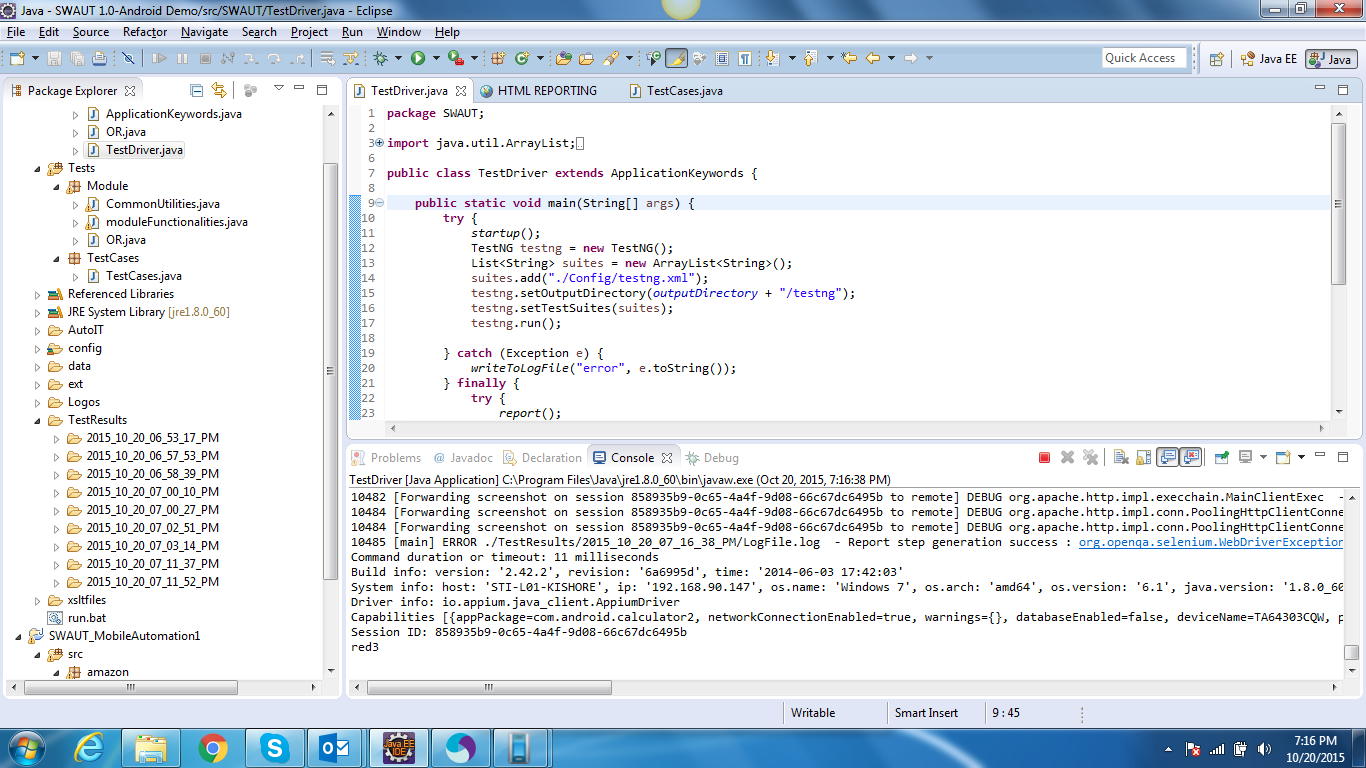 Java - SWAUT 1.0-Android Demo/src/SWAUT/TestDriver.java - Eclipse
File Edit Source Refactor Navigate Search Project Run Window Help
Quick Access
Java EE
Java
Package Explorer
ApplicationKeywords.java
OR.java
TestDriver.java
Tests
Module
CommonUtilities.java
moduleFunctionalities.java
OR.java
TestCases
TestCases.java
Referenced Libraries
JRE System Library [jre1.8.0_60]
AutoIT
config
data
ext
Logos
TestResults
2015_10_20_06_53_17_PM
2015_10_20_06_57_53_PM
2015_10_20_06_58_39_PM
2015_10_20_07_00_10_PM
2015_10_20_07_00_27_PM
2015_10_20_07_02_51_PM
2015_10_20_07_03_14_PM
2015_10_20_07_11_37_PM
2015_10_20_07_11_52_PM
xsltfiles
run.bat
SWAUT_MobileAutomation1
src
amazon
TestDriver.java
HTML REPORTING
TestCases.java
1 package SWAUT;
2
3 import java.util.ArrayList;
6
7 public class TestDriver extends ApplicationKeywords {
8
9 public static void main(String[] args) {
10 try {
11 startup();
12 TestNG testng = new TestNG();
13 List<String> suites = new ArrayList<String>();
14 suites.add("./Config/testng.xml");
15 testng.setOutputDirectory(outputDirectory + "/testng");
16 testng.setTestSuites(suites);
17 testng.run();
18
19 } catch (Exception e) {
20 writeToLogFile("error", e.toString());
21 } finally {
22 try {
23 report();
Problems
Javadoc
Declaration
Console
Debug
TestDriver [Java Application] C:\Program Files\Java\jre1.8.0_60\bin\javaw.exe (Oct 20, 2015, 7:16:38 PM)
10482 [Forwarding screenshot on session 858935b9-0c65-4a4f-9d08-66c67dc6495b to remote] DEBUG org.apache.http.impl.execchain.MainClientExec -
10484 [Forwarding screenshot on session 858935b9-0c65-4a4f-9d08-66c67dc6495b to remote] DEBUG org.apache.http.impl.conn.PoolingHttpClientConne
10484 [Forwarding screenshot on session 858935b9-0c65-4a4f-9d08-66c67dc6495b to remote] DEBUG org.apache.http.impl.conn.PoolingHttpClientConne
10485 [main] ERROR ./TestResults/2015_10_20_07_16_38_PM/LogFile.log - Report step generation success : org.openqa.selenium.WebDriverException
Command duration or timeout: 11 milliseconds
Build info: version: '2.42.2', revision: '6a6995d', time: '2014-06-03 17:42:03'
System info: host: 'STI-L01-KISHORE', ip: '192.168.90.147', os.name: 'Windows 7', os.arch: 'amd64', os.version: '6.1', java.version: '1.8.0_60
Driver info: io.appium.java_client.AppiumDriver
Capabilities [{appPackage=com.android.calculator2, networkConnectionEnabled=true, warnings={}, databaseEnabled=false, deviceName=TA64303CQW, p
Session ID: 858935b9-0c65-4a4f-9d08-66c67dc6495b
red3
Writable
Smart Insert
9 : 45
Java EE
IDE
7:16 PM
10/20/2015